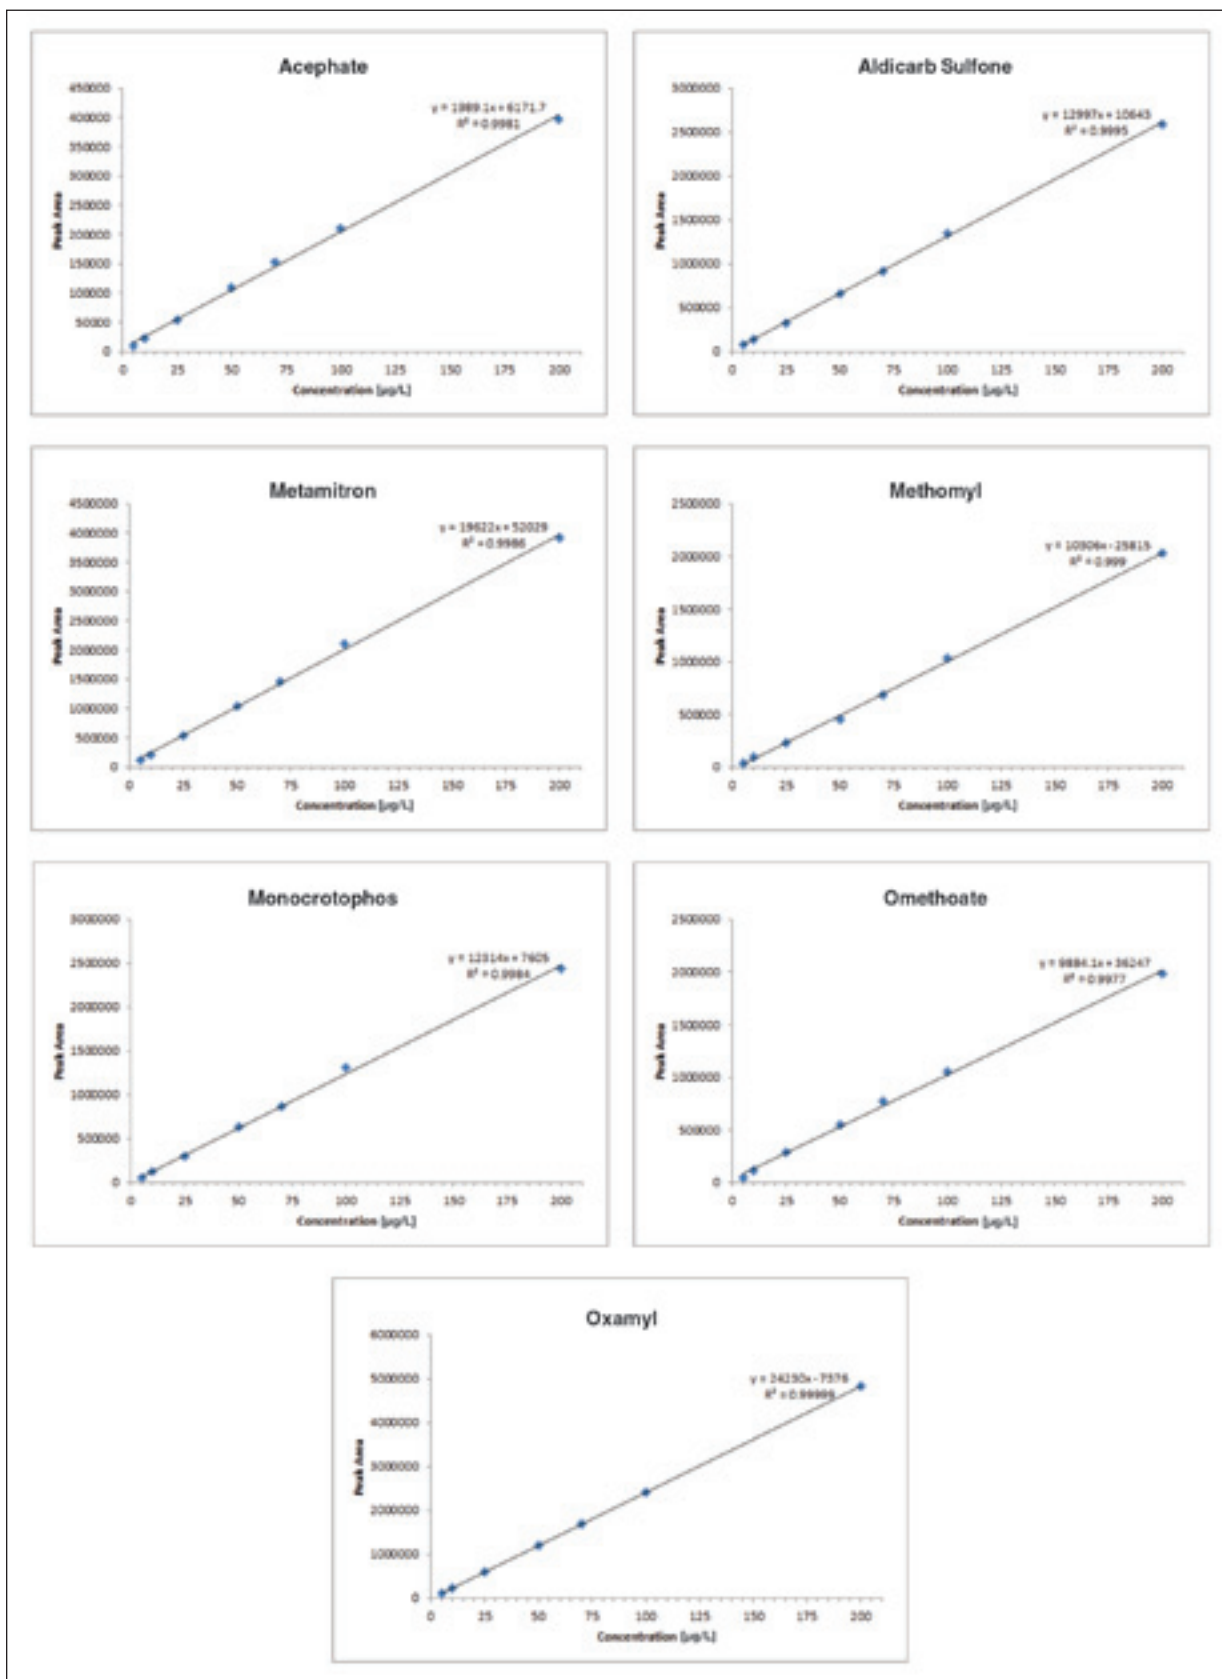 Acephate
450000
y = 1989.1x + 6171.7
400000
R² = 0.9981
350000
300000
250000
200000
150000
100000
50000
0
Peak Area
0 25 50 75 100 125 150 175 200
Concentration [µg/L]
Aldicarb Sulfone
3000000
y = 12997x + 10643
2500000
R² = 0.9995
2000000
1500000
1000000
500000
0
Peak Area
0 25 50 75 100 125 150 175 200
Concentration [µg/L]
Metamitron
4500000
y = 19622x + 52029
4000000
R² = 0.9986
3500000
3000000
2500000
2000000
1500000
1000000
500000
0
Peak Area
0 25 50 75 100 125 150 175 200
Concentration [µg/L]
Methomyl
2500000
y = 10306x - 25815
R² = 0.999
2000000
1500000
1000000
500000
0
Peak Area
0 25 50 75 100 125 150 175 200
Concentration [µg/L]
Monocrotophos
3000000
y = 12314x + 7605
2500000
R² = 0.9984
2000000
1500000
1000000
500000
0
Peak Area
0 25 50 75 100 125 150 175 200
Concentration [µg/L]
Omethoate
2500000
y = 9884.1x + 36247
R² = 0.9977
2000000
1500000
1000000
500000
0
Peak Area
0 25 50 75 100 125 150 175 200
Concentration [µg/L]
Oxamyl
6000000
y = 24230x - 7376
5000000
R² = 0.99999
4000000
3000000
2000000
1000000
0
Peak Area
0 25 50 75 100 125 150 175 200
Concentration [µg/L]